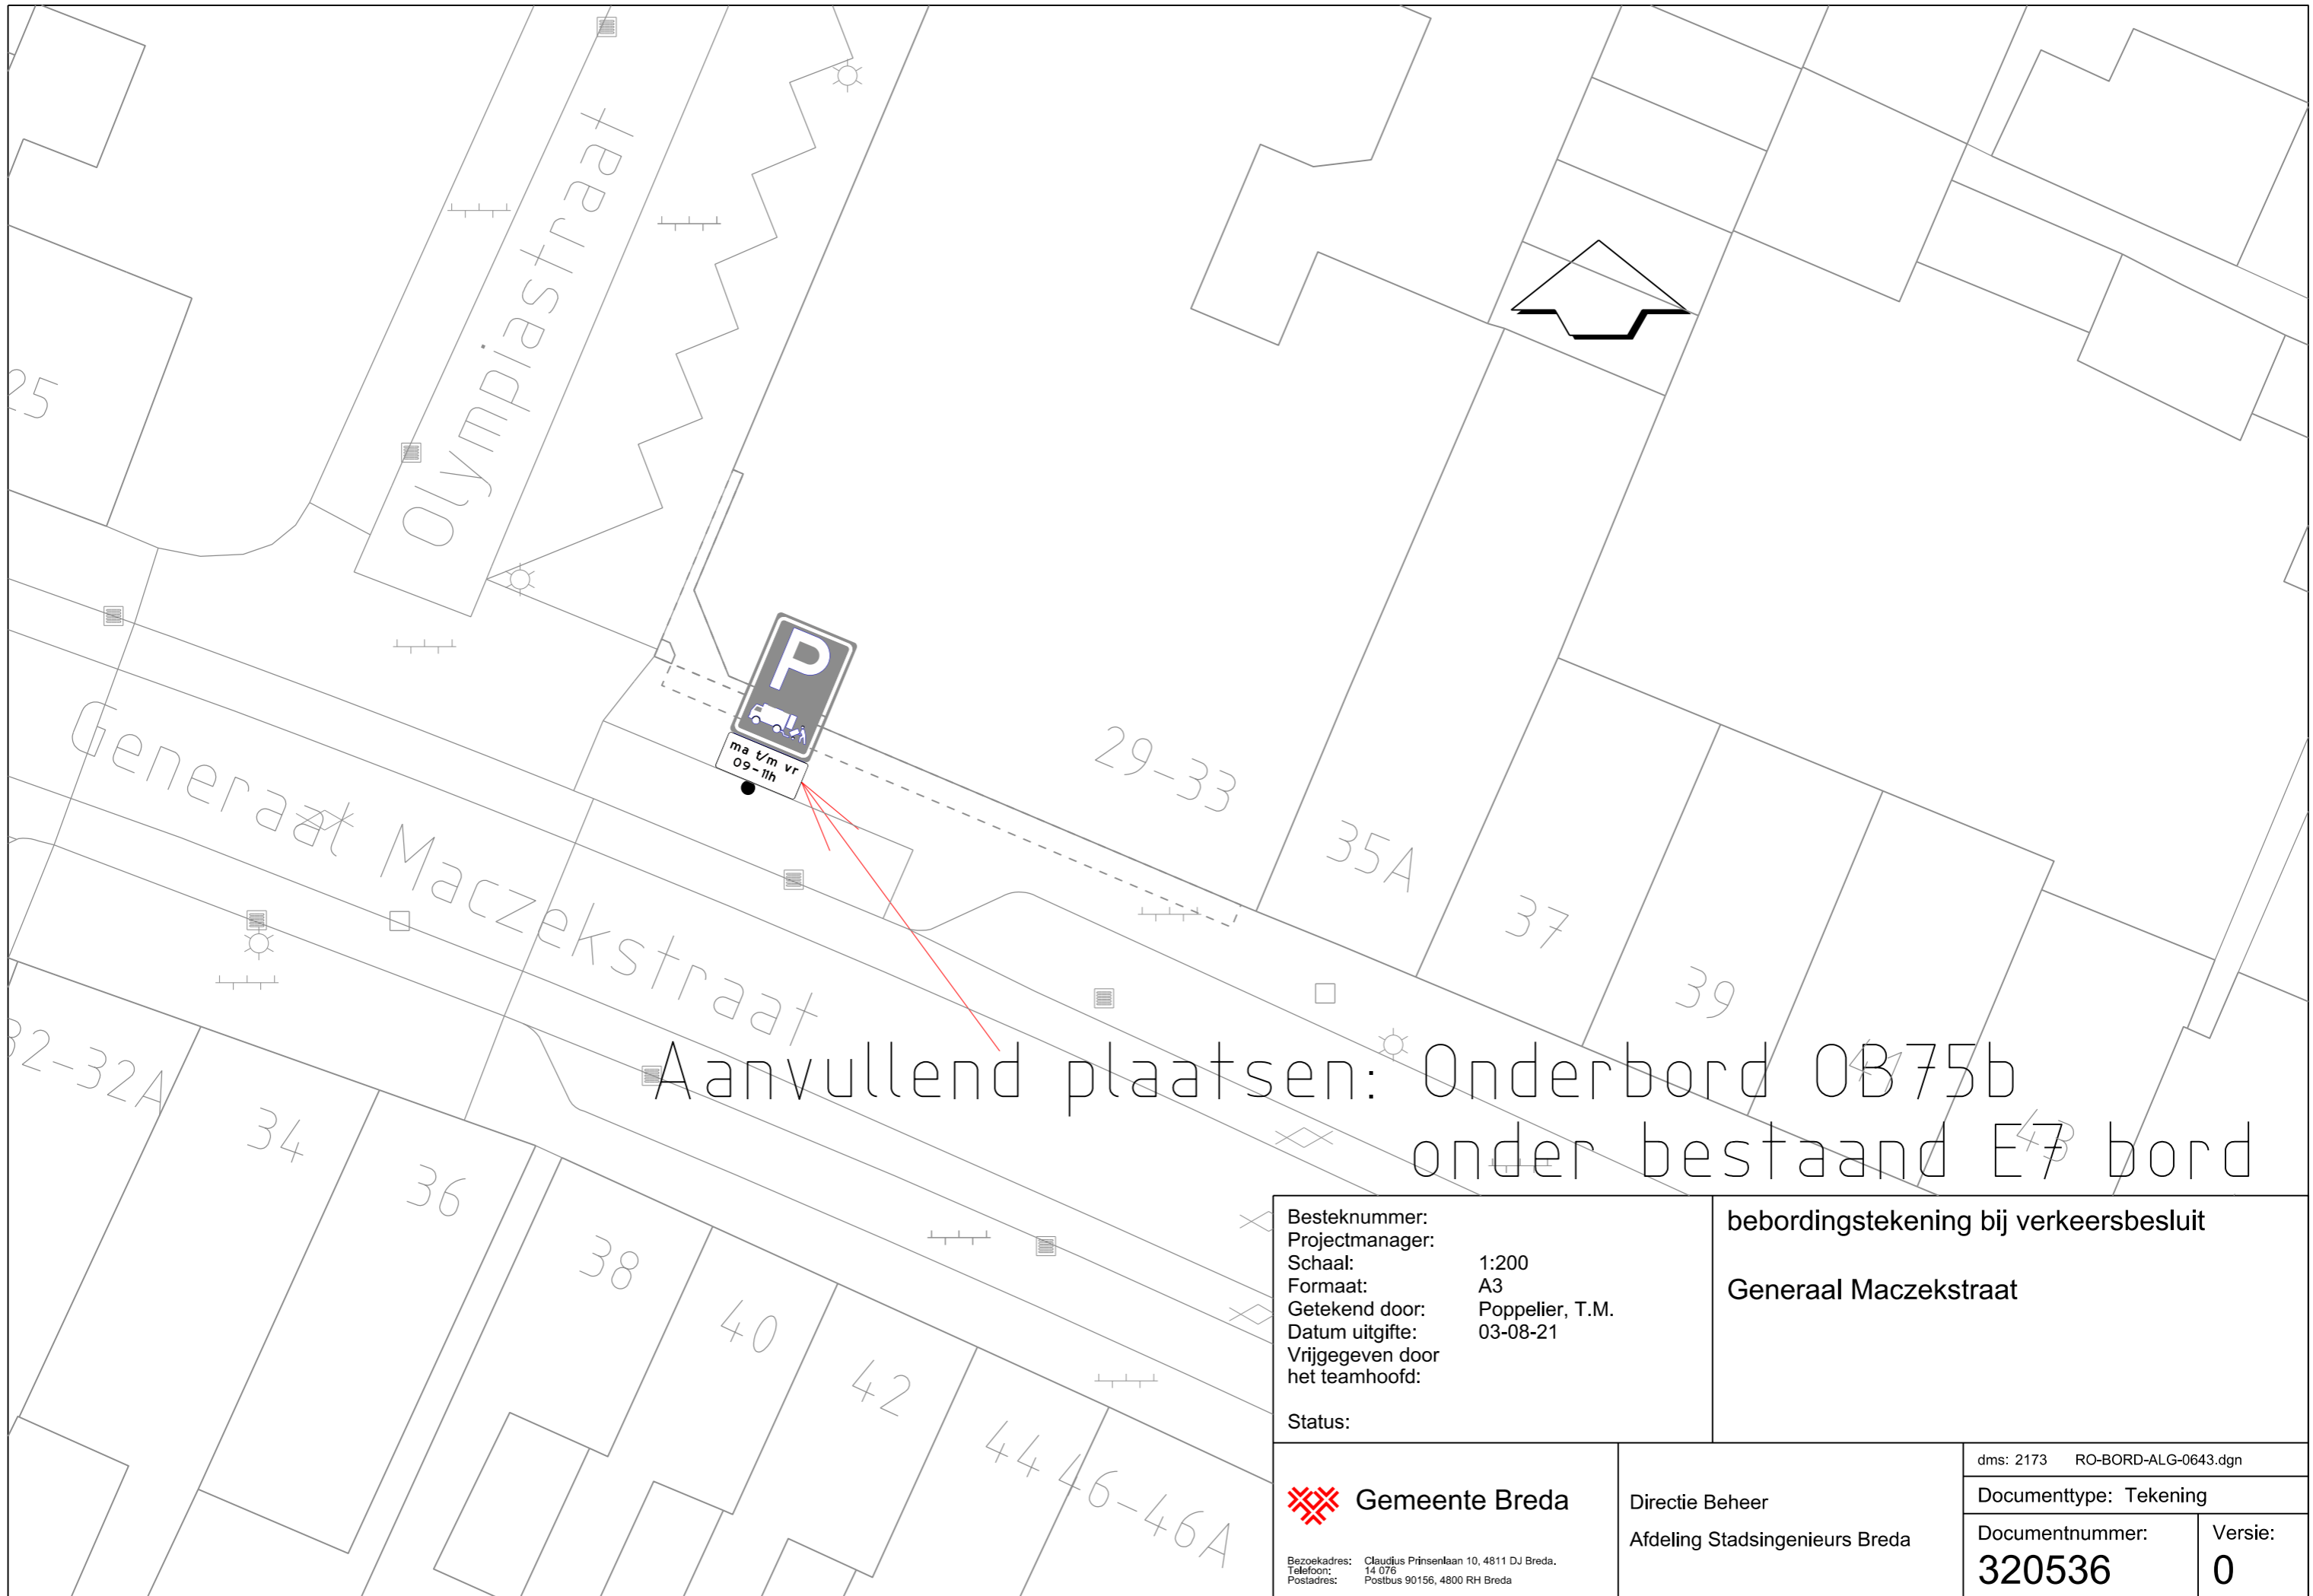 Olympiastraat
25
P
ma t/m vr
09-11h
Generaal Maczekstraat
29-33
35A
37
39
41
43
32-32A
34
36
38
40
42
44
46-46A
Aanvullend plaatsen: Onderbord OB75b
onder bestaand E7 bord
Besteknummer:
Projectmanager:
Schaal: 1:200
Formaat: A3
Getekend door: Poppelier, T.M.
Datum uitgifte: 03-08-21
Vrijgegeven door
het teamhoofd:
Status:
bebordingstekening bij verkeersbesluit
Generaal Maczekstraat
Gemeente Breda
Bezoekadres: Claudius Prinsenlaan 10, 4811 DJ Breda.
Telefoon: 14 076
Postadres: Postbus 90156, 4800 RH Breda
Directie Beheer
Afdeling Stadsingenieurs Breda
dms: 2173 RO-BORD-ALG-0643.dgn
Documenttype: Tekening
Documentnummer:
320536
Versie:
0